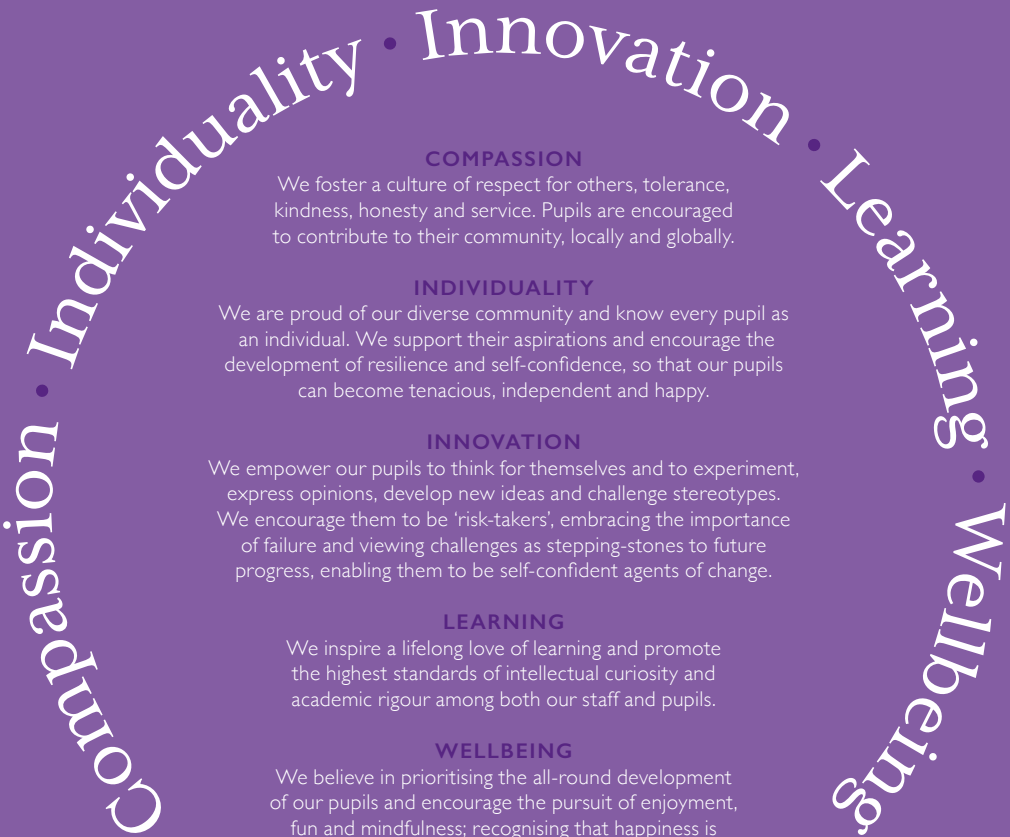 Compassion • Individuality • Innovation • Learning • Wellbeing
COMPASSION
We foster a culture of respect for others, tolerance,
kindness, honesty and service. Pupils are encouraged
to contribute to their community, locally and globally.
INDIVIDUALITY
We are proud of our diverse community and know every pupil as
an individual. We support their aspirations and encourage the
development of resilience and self-confidence, so that our pupils
can become tenacious, independent and happy.
INNOVATION
We empower our pupils to think for themselves and to experiment,
express opinions, develop new ideas and challenge stereotypes.
We encourage them to be ‘risk-takers’, embracing the importance
of failure and viewing challenges as stepping-stones to future
progress, enabling them to be self-confident agents of change.
LEARNING
We inspire a lifelong love of learning and promote
the highest standards of intellectual curiosity and
academic rigour among both our staff and pupils.
WELLBEING
We believe in prioritising the all-round development
of our pupils and encourage the pursuit of enjoyment,
fun and mindfulness; recognising that happiness is